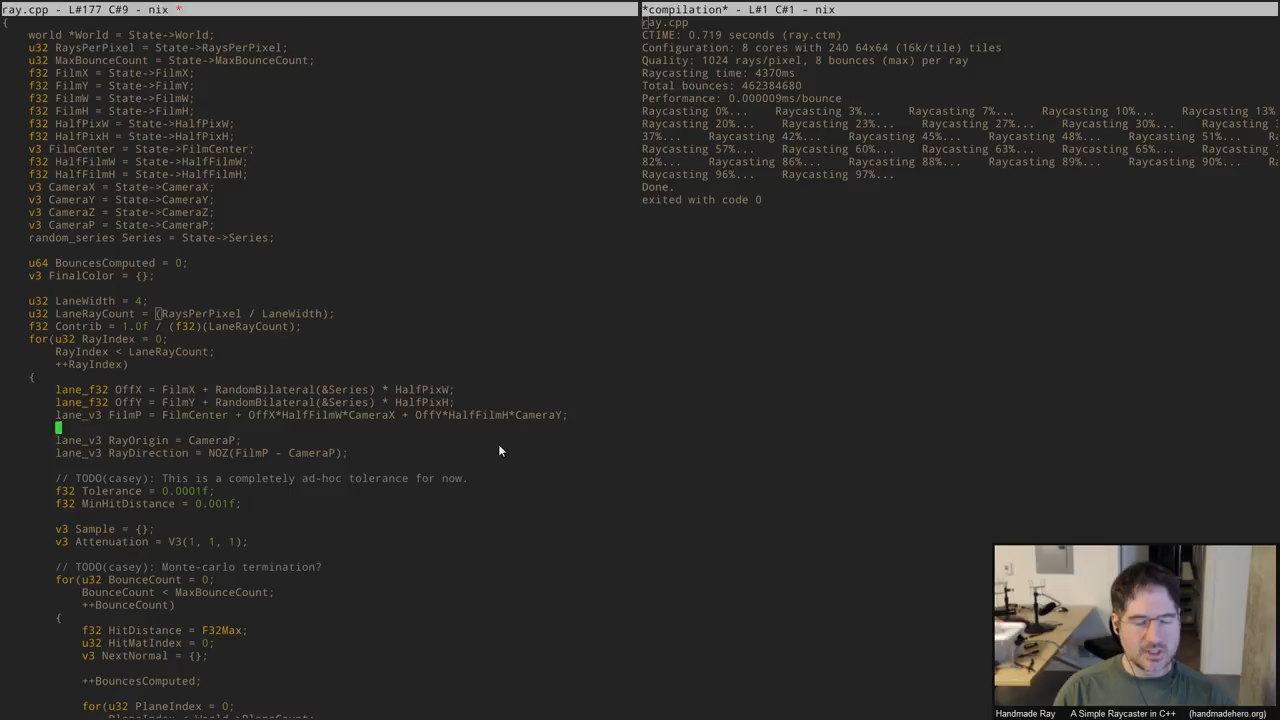 ray.cpp - L#177 C#9 - nix *
{
world *World = State->World;
u32 RaysPerPixel = State->RaysPerPixel;
u32 MaxBounceCount = State->MaxBounceCount;
f32 FilmX = State->FilmX;
f32 FilmY = State->FilmY;
f32 FilmW = State->FilmW;
f32 FilmH = State->FilmH;
f32 HalfPixW = State->HalfPixW;
f32 HalfPixH = State->HalfPixH;
v3 FilmCenter = State->FilmCenter;
f32 HalfFilmW = State->HalfFilmW;
f32 HalfFilmH = State->HalfFilmH;
v3 CameraX = State->CameraX;
v3 CameraY = State->CameraY;
v3 CameraZ = State->CameraZ;
v3 CameraP = State->CameraP;
random_series Series = State->Series;
u64 BouncesComputed = 0;
v3 FinalColor = {};
u32 LaneWidth = 4;
u32 LaneRayCount = (RaysPerPixel / LaneWidth);
f32 Contrib = 1.0f / (f32)(LaneRayCount);
for(u32 RayIndex = 0;
RayIndex < LaneRayCount;
++RayIndex)
{
lane_f32 OffX = FilmX + RandomBilateral(&Series) * HalfPixW;
lane_f32 OffY = FilmY + RandomBilateral(&Series) * HalfPixH;
lane_v3 FilmP = FilmCenter + OffX*HalfFilmW*CameraX + OffY*HalfFilmH*CameraY;
lane_v3 RayOrigin = CameraP;
lane_v3 RayDirection = NOZ(FilmP - CameraP);
// TODO(casey): This is a completely ad-hoc tolerance for now.
f32 Tolerance = 0.0001f;
f32 MinHitDistance = 0.001f;
v3 Sample = {};
v3 Attenuation = V3(1, 1, 1);
// TODO(casey): Monte-carlo termination?
for(u32 BounceCount = 0;
BounceCount < MaxBounceCount;
++BounceCount)
{
f32 HitDistance = F32Max;
u32 HitMatIndex = 0;
v3 NextNormal = {};
++BouncesComputed;
for(u32 PlaneIndex = 0;
*compilation* - L#1 C#1 - nix
ray.cpp
CTIME: 0.719 seconds (ray.ctm)
Configuration: 8 cores with 240 64x64 (16k/tile) tiles
Quality: 1024 rays/pixel, 8 bounces (max) per ray
Raycasting time: 4370ms
Total bounces: 462384680
Performance: 0.000009ms/bounce
Raycasting 0%... Raycasting 3%... Raycasting 7%... Raycasting 10%... Raycasting 13%
Raycasting 20%... Raycasting 23%... Raycasting 27%... Raycasting 30%... Raycasting
37%... Raycasting 42%... Raycasting 45%... Raycasting 48%... Raycasting 51%...
Raycasting 57%... Raycasting 60%... Raycasting 63%... Raycasting 65%... Raycasting
82%... Raycasting 86%... Raycasting 88%... Raycasting 89%... Raycasting 90%...
Raycasting 96%... Raycasting 97%...
Done.
exited with code 0
Handmade Ray A Simple Raycaster in C++ (handmadehero.org)